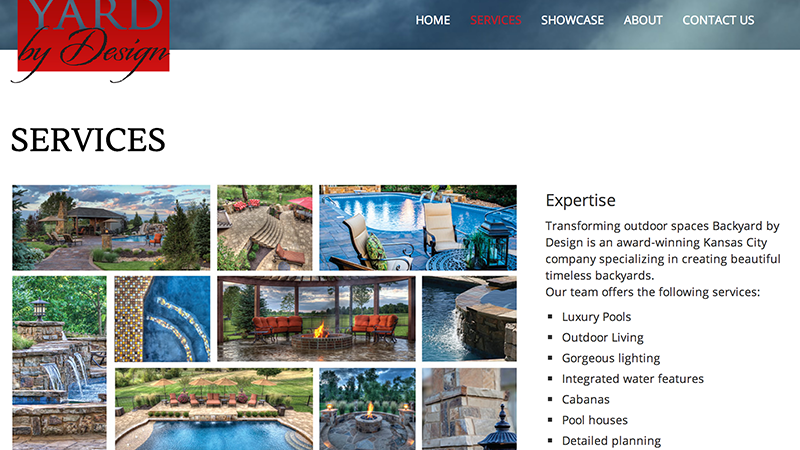 YARD
by Design
HOME SERVICES SHOWCASE ABOUT CONTACT US
SERVICES
Expertise
Transforming outdoor spaces Backyard by
Design is an award-winning Kansas City
company specializing in creating beautiful
timeless backyards.
Our team offers the following services:
Luxury Pools
Outdoor Living
Gorgeous lighting
Integrated water features
Cabanas
Pool houses
Detailed planning